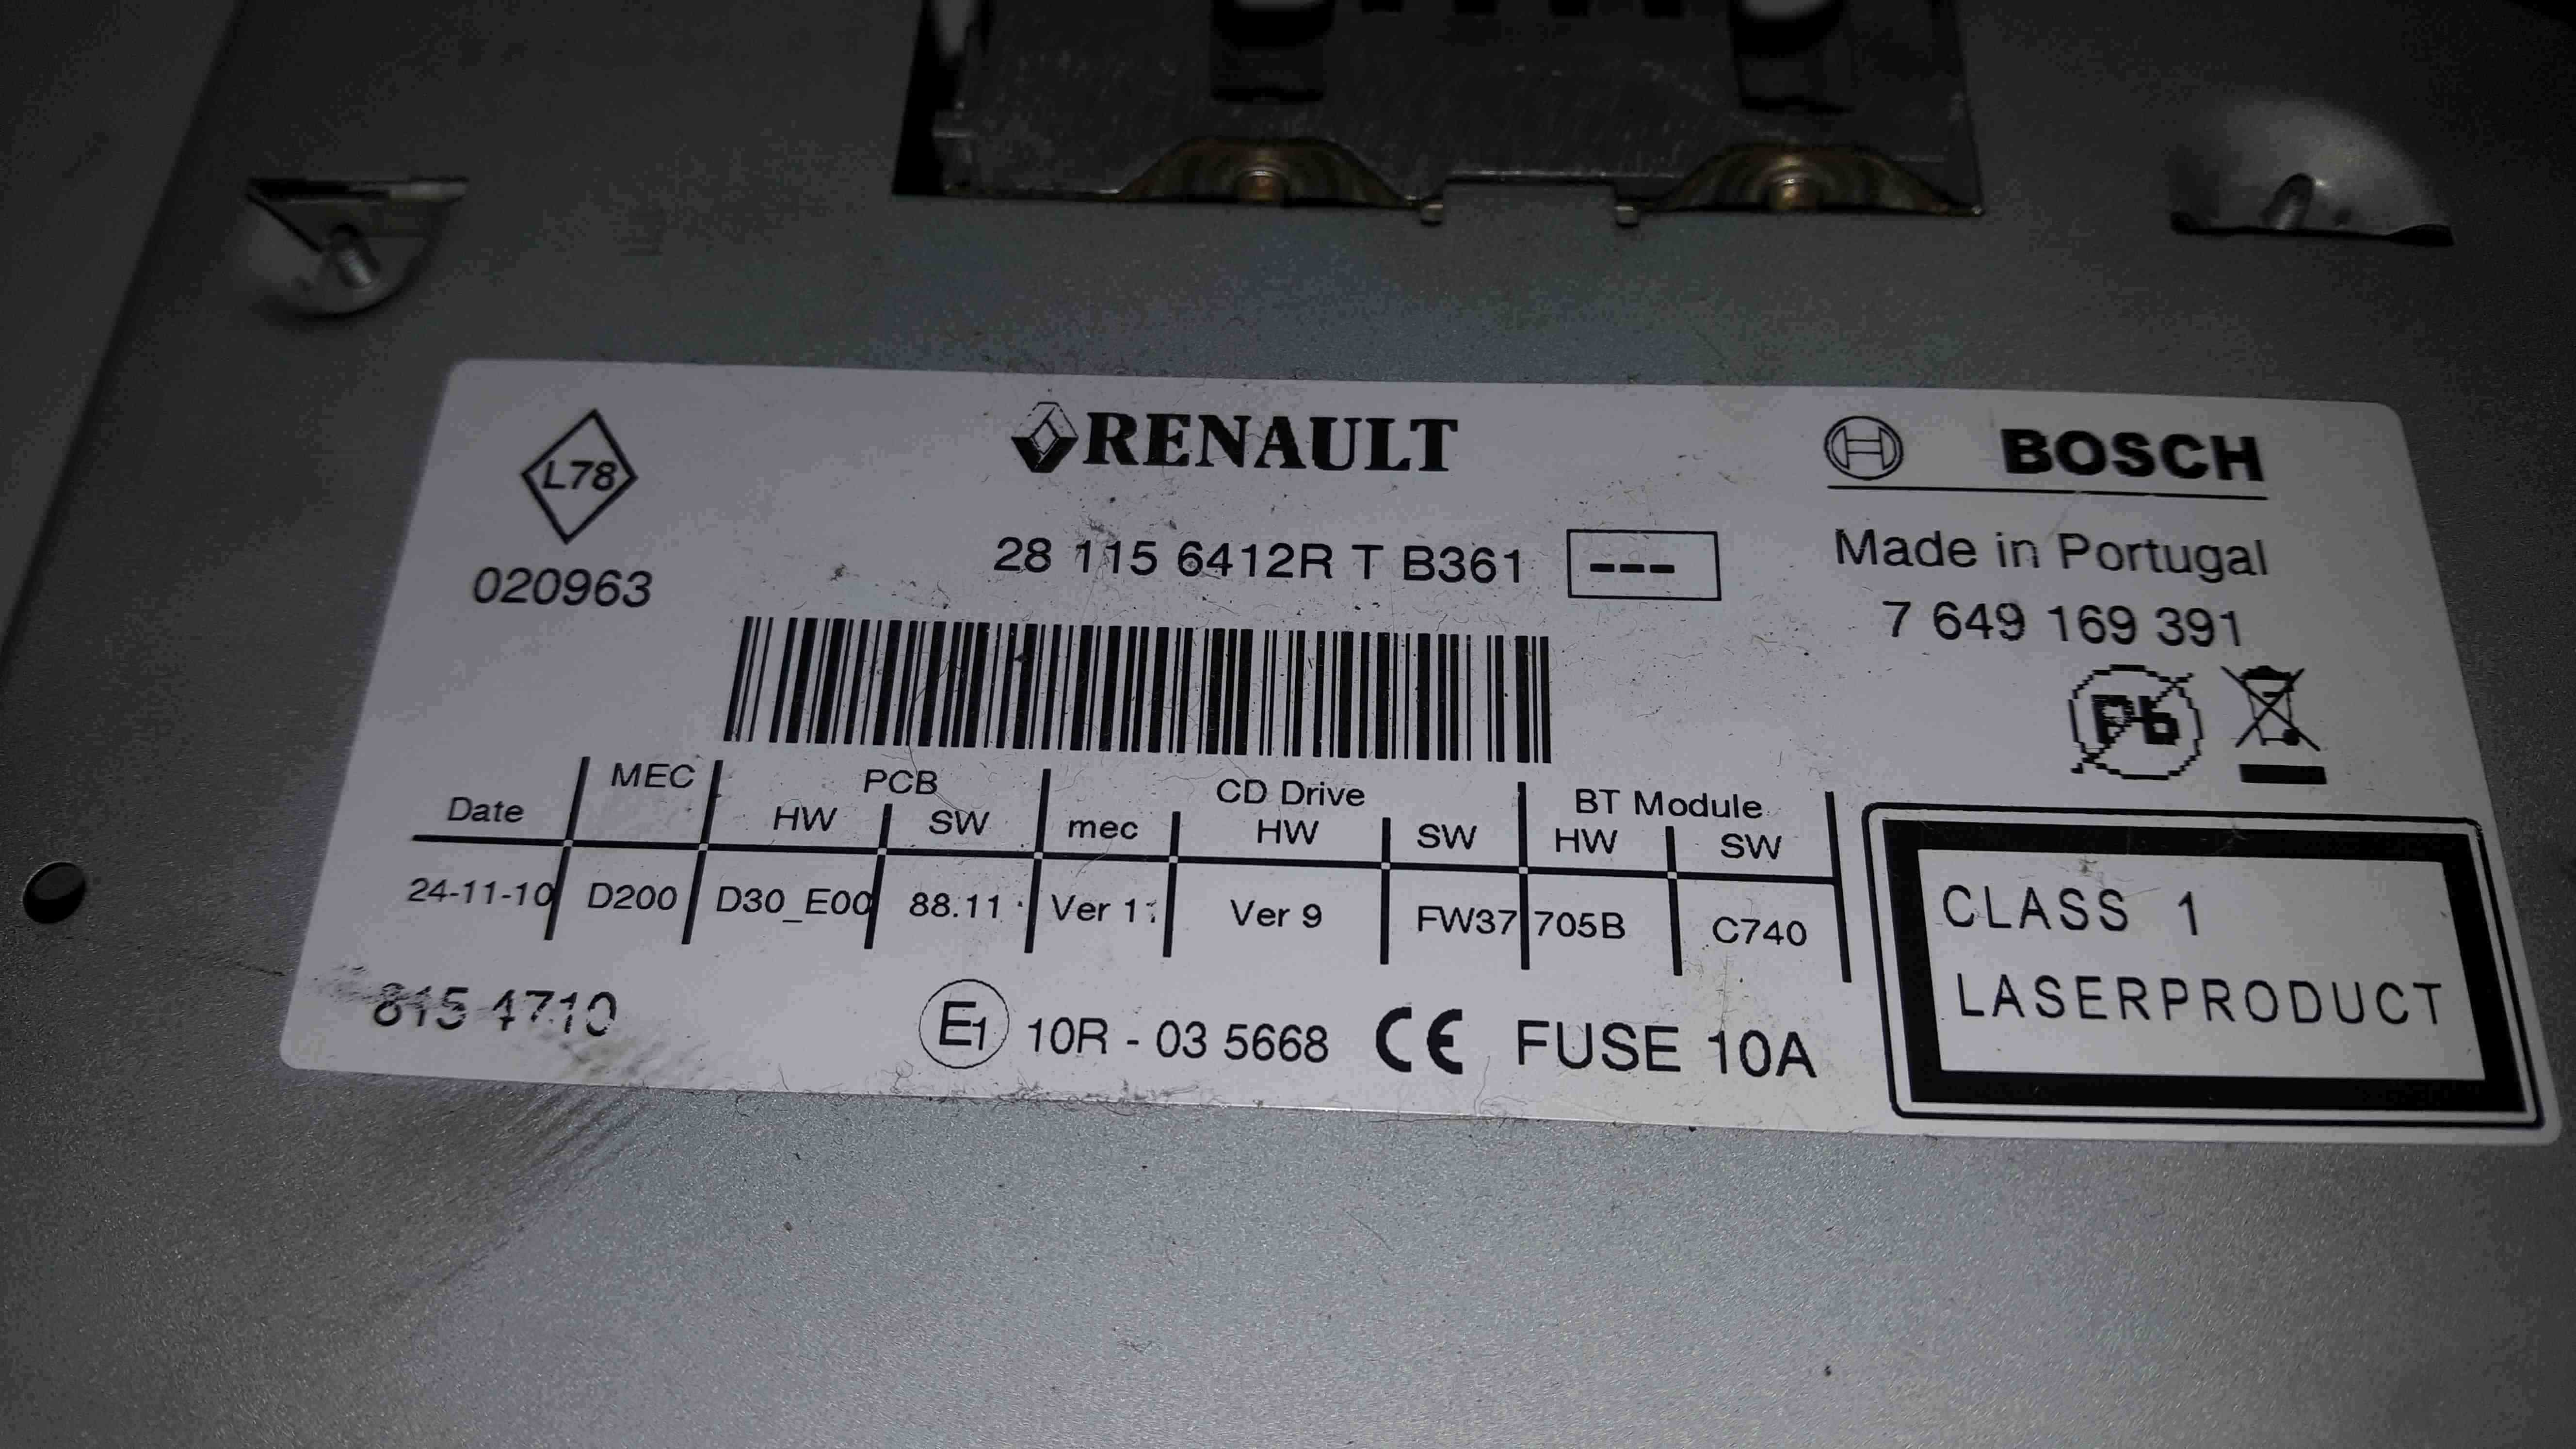 RENAULT
BOSCH
L78
28 115 6412R T B361 ---
Made in Portugal
020963
7 649 169 391
Pb
MEC PCB CD Drive BT Module
Date HW SW mec HW SW HW SW
24-11-10 D200 D30_E00 88.11 Ver 1 Ver 9 FW37 705B C740
CLASS 1
LASERPRODUCT
815 4710
E1 10R - 03 5668 CE FUSE 10A